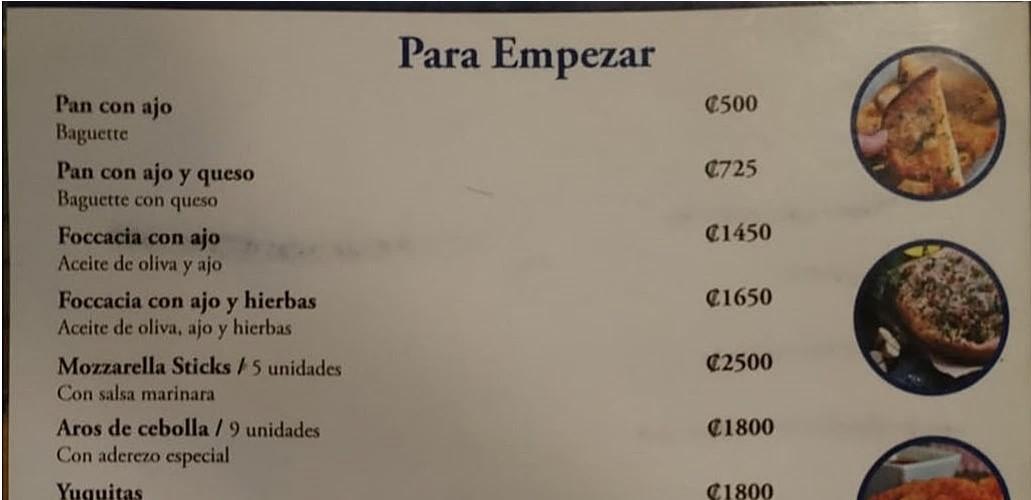 Para Empezar
Pan con ajo ₡500
Baguette
Pan con ajo y queso ₡725
Baguette con queso
Foccacia con ajo ₡1450
Aceite de oliva y ajo
Foccacia con ajo y hierbas ₡1650
Aceite de oliva, ajo y hierbas
Mozzarella Sticks / 5 unidades ₡2500
Con salsa marinara
Aros de cebolla / 9 unidades ₡1800
Con aderezo especial
Yuquitas ₡1800